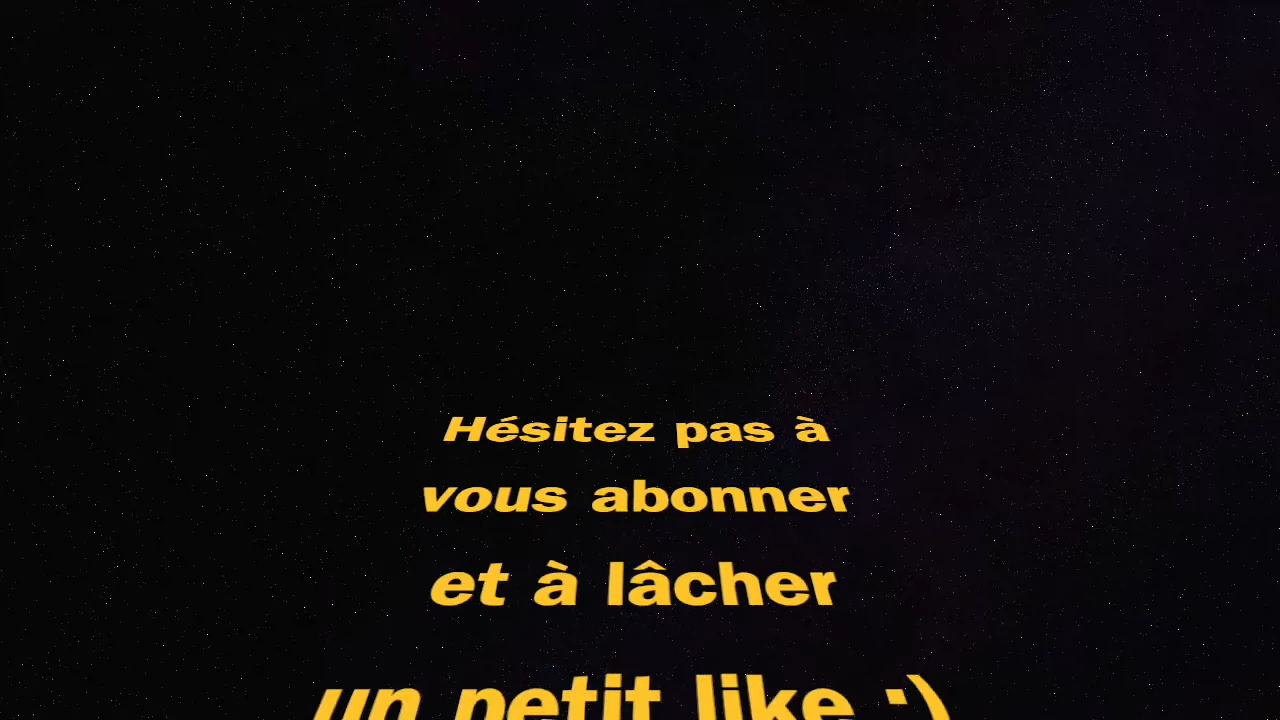 Hésitez pas à
vous abonner
et à lâcher
un petit like :)